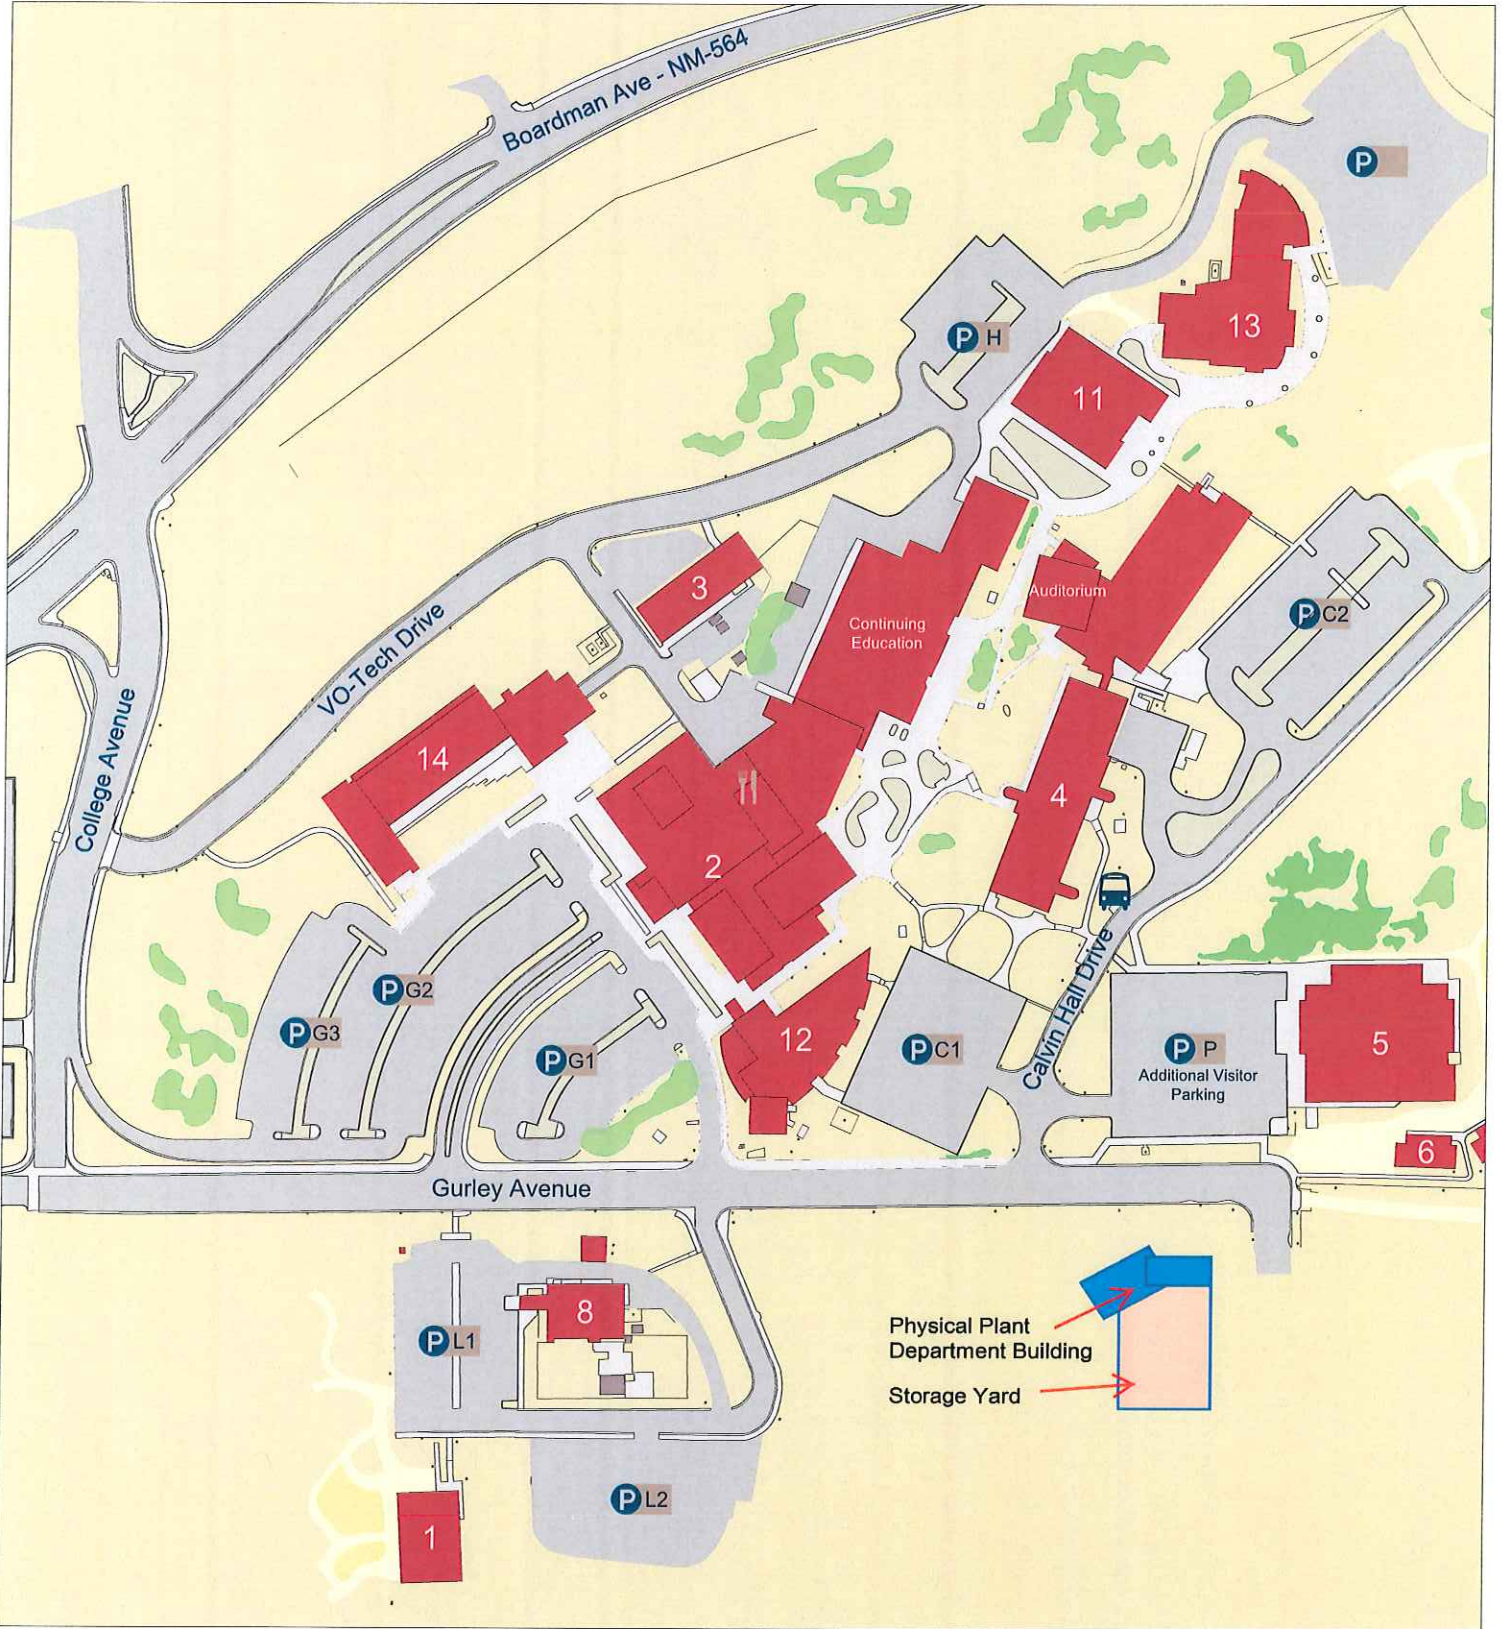 Boardman Ave - NM-564
P
13
P H
11
3
Auditorium
P C2
Continuing
Education
VO-Tech Drive
College Avenue
14
4
2
Calvin Hall Drive
P G2
P G3
P G1
12
P C1
P P
Additional Visitor
Parking
5
6
Gurley Avenue
8
P L1
Physical Plant
Department Building
Storage Yard
P L2
1